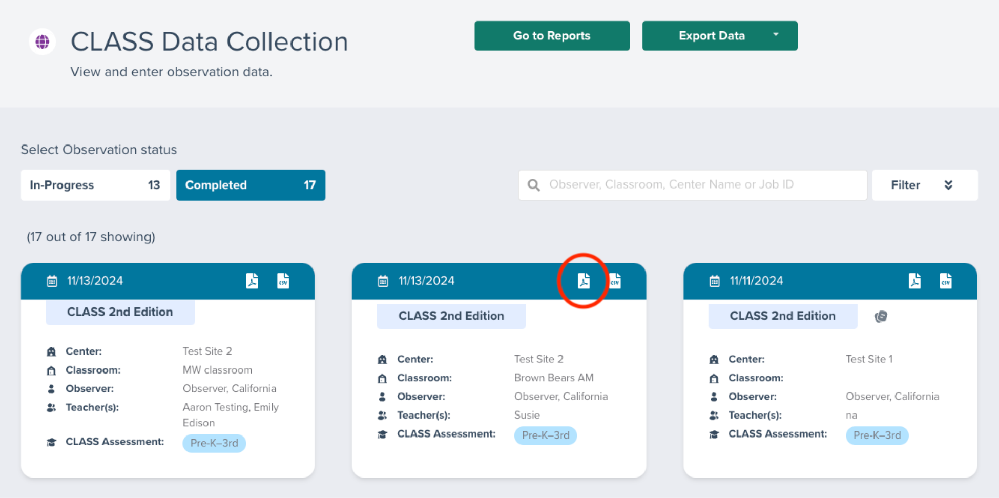 CLASS Data Collection
View and enter observation data.
Go to Reports
Export Data
Select Observation status
In-Progress 13
Completed 17
Observer, Classroom, Center Name or Job ID
Filter
(17 out of 17 showing)
11/13/2024
CSV
CLASS 2nd Edition
Center: Test Site 2
Classroom: MW classroom
Observer: Observer, California
Teacher(s): Aaron Testing, Emily
Edison
CLASS Assessment: Pre-K–3rd
11/13/2024
CSV
CLASS 2nd Edition
Center: Test Site 2
Classroom: Brown Bears AM
Observer: Observer, California
Teacher(s): Susie
CLASS Assessment: Pre-K–3rd
11/11/2024
CSV
CLASS 2nd Edition
Center: Test Site 1
Classroom:
Observer: Observer, California
Teacher(s): na
CLASS Assessment: Pre-K–3rd